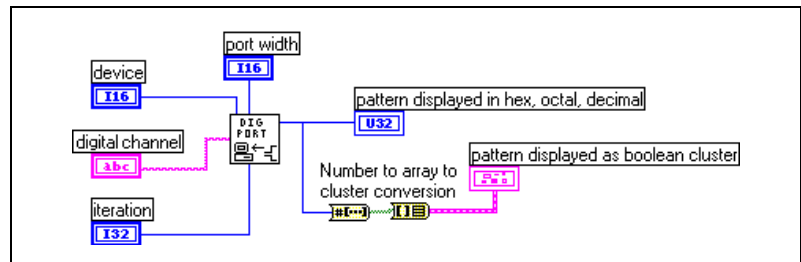 port width
I16
device
I16
pattern displayed in hex, octal, decimal
U32
DIG
PORT
digital channel
abc
pattern displayed as boolean cluster
Number to array to
cluster conversion
#[···]
[]
iteration
I32